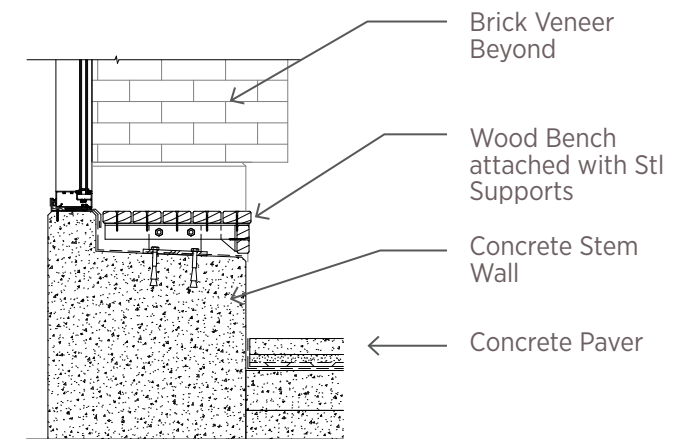 Brick Veneer
Beyond
Wood Bench
attached with Stl
Supports
Concrete Stem
Wall
Concrete Paver